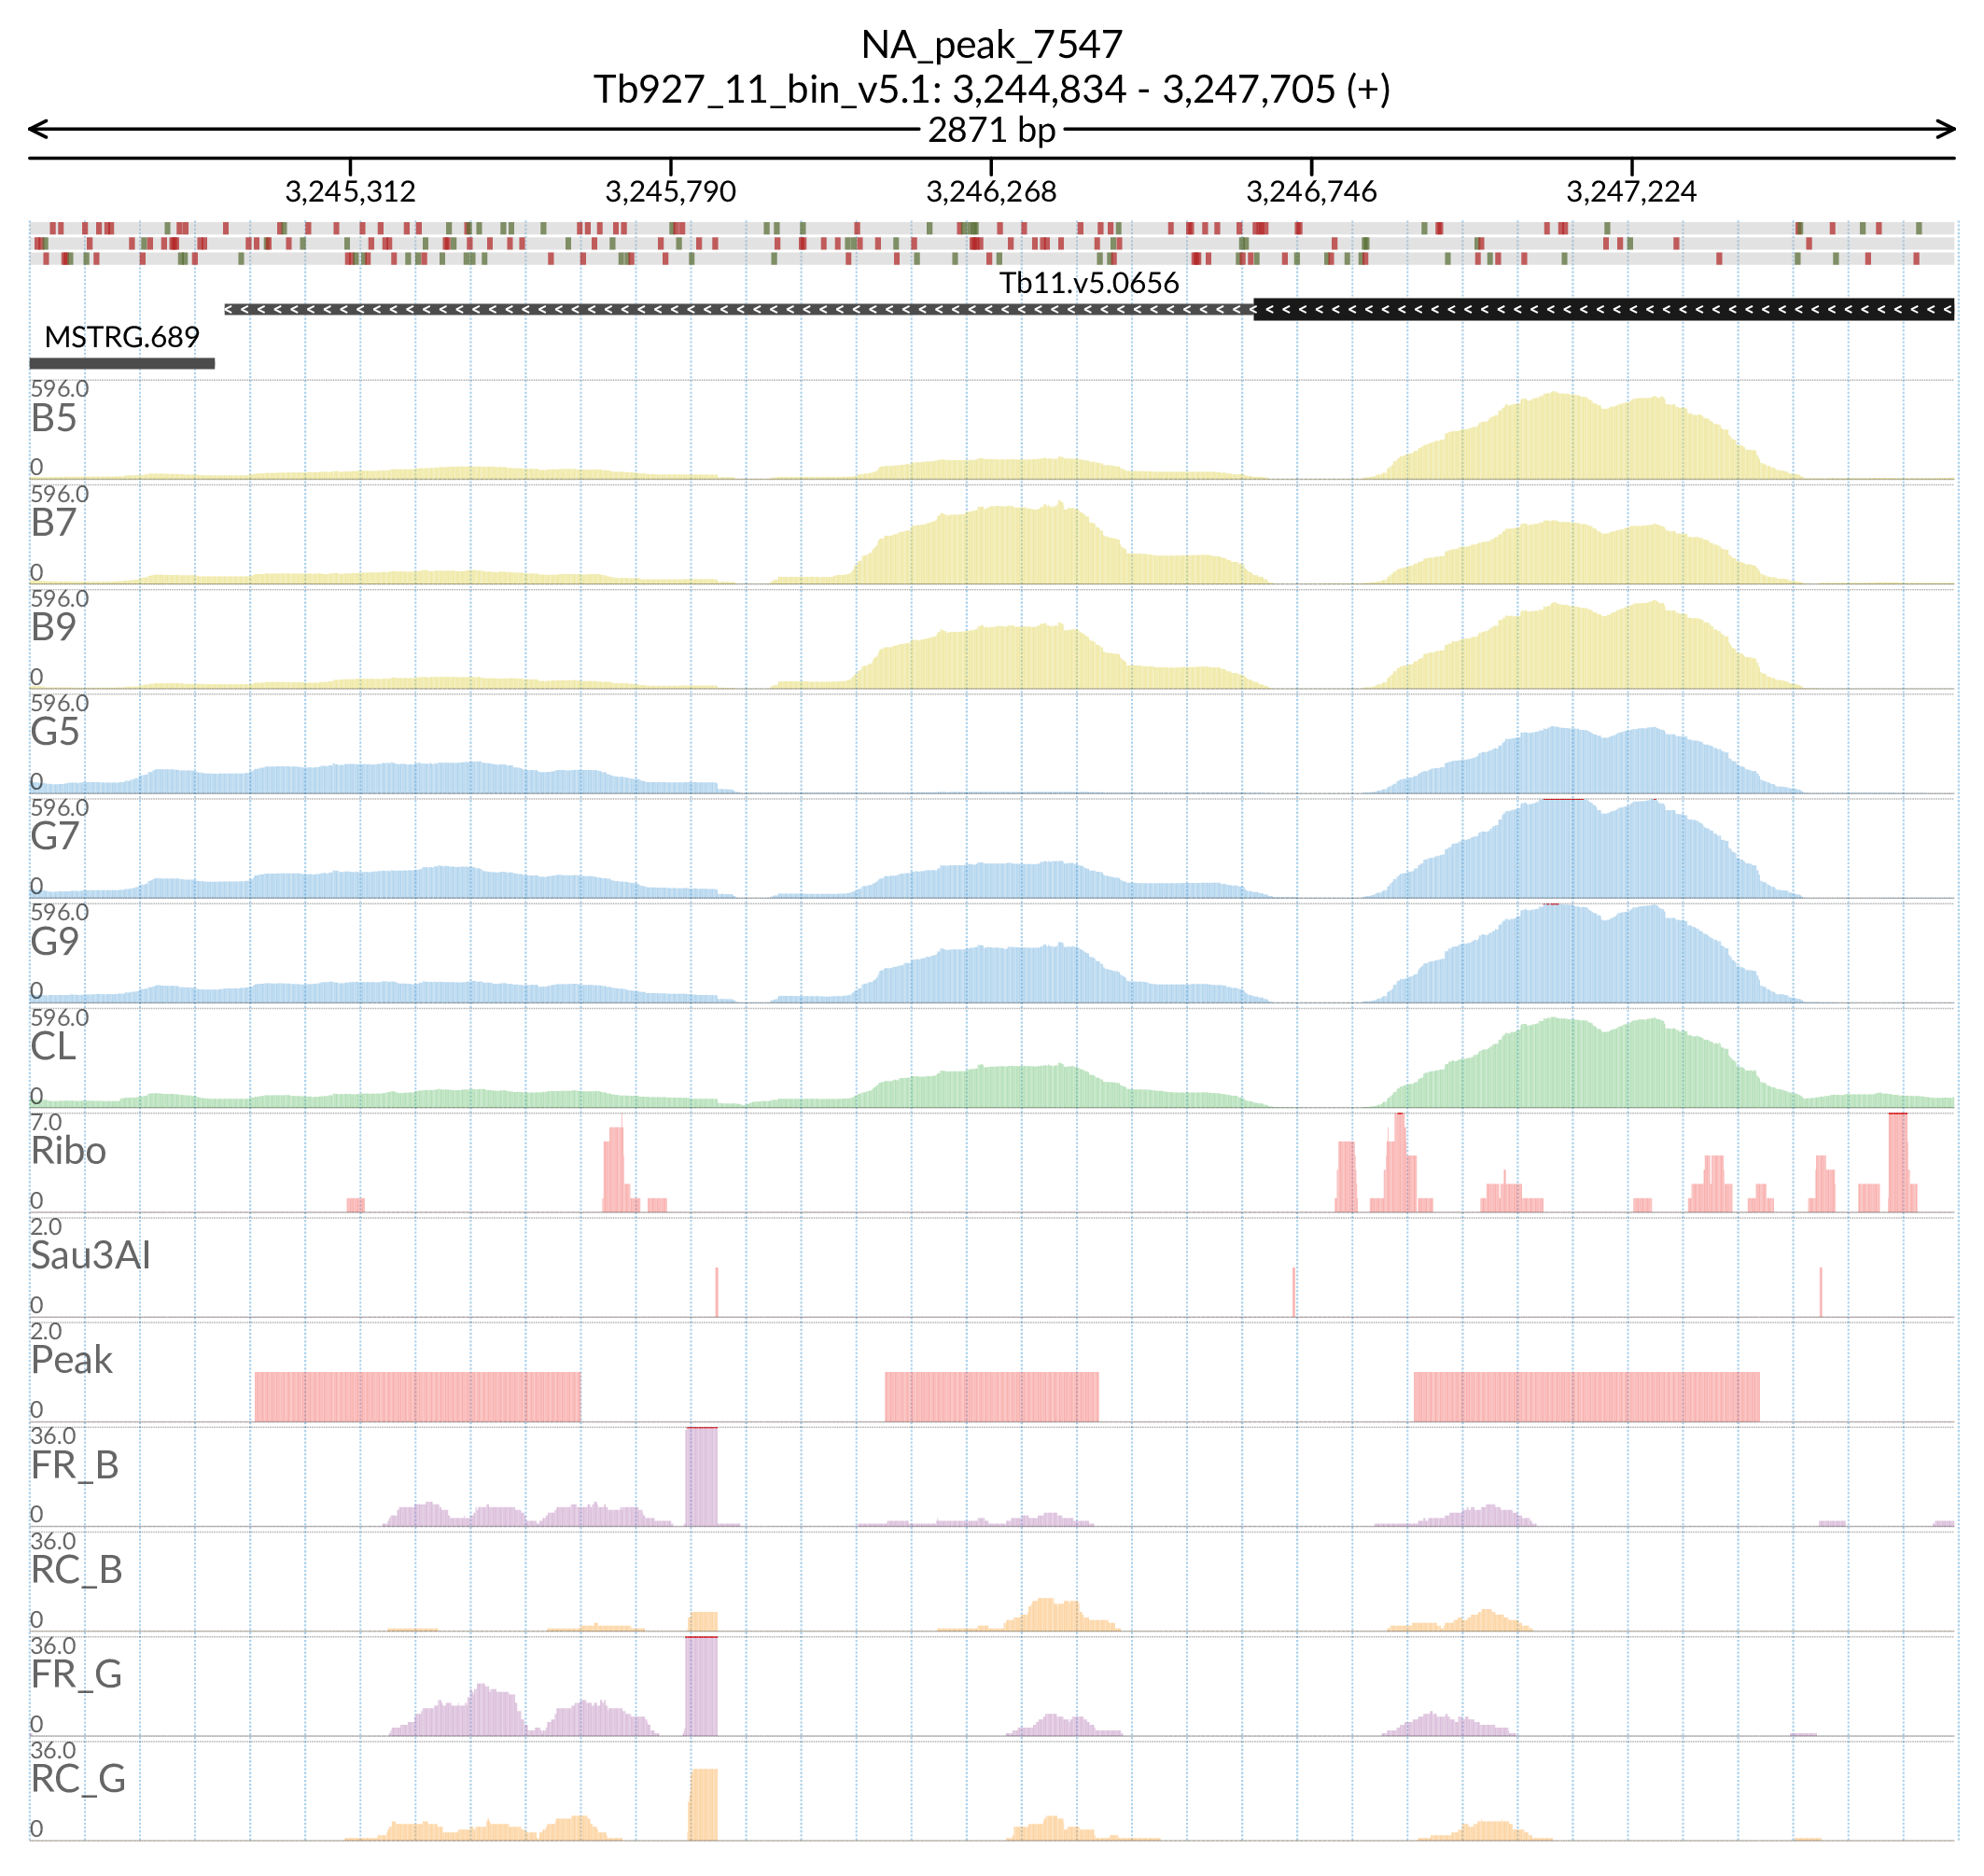 NA_peak_7547
Tb927_11_bin_v5.1: 3,244,834 - 3,247,705 (+)
2871 bp
3,245,312 3,245,790 3,246,268 3,246,746 3,247,224
Tb11.v5.0656
MSTRG.689
596.0
B5
0
596.0
B7
0
596.0
B9
0
596.0
G5
0
596.0
G7
0
596.0
G9
0
596.0
CL
0
7.0
Ribo
0
2.0
Sau3AI
0
2.0
Peak
0
36.0
FR_B
0
36.0
RC_B
0
36.0
FR_G
0
36.0
RC_G
0